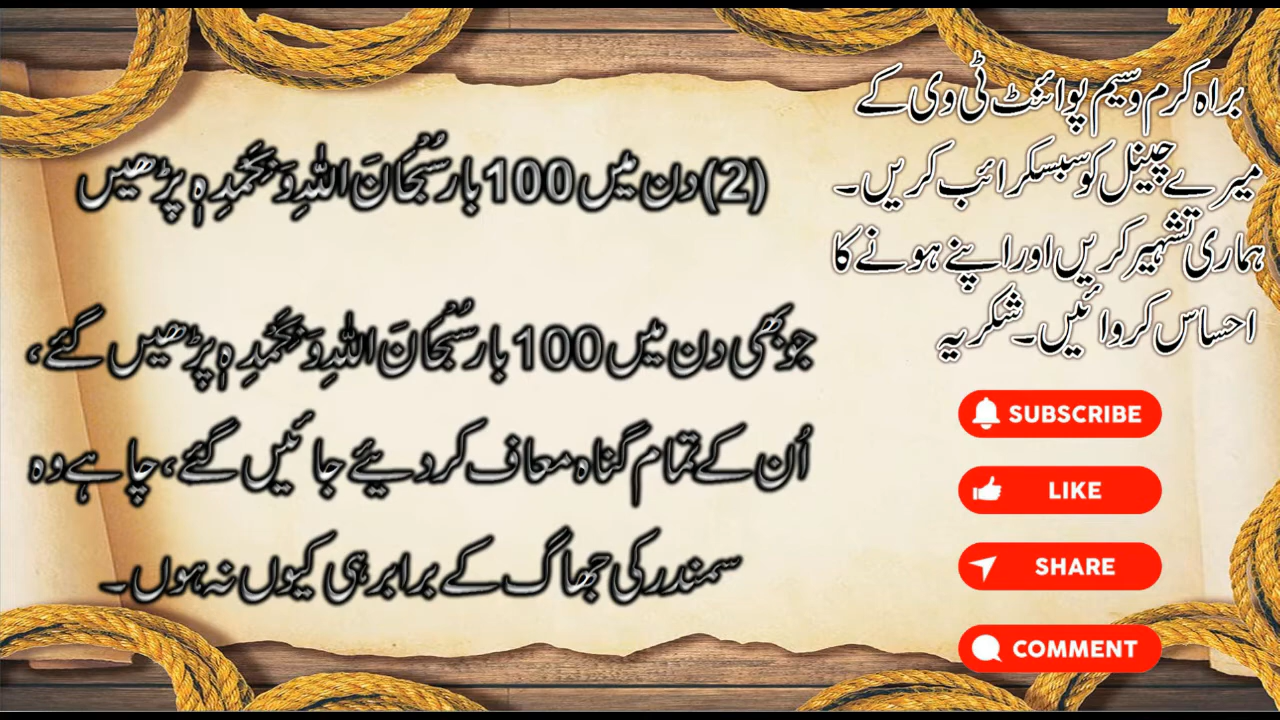 (2) دن میں 100 بار سُبْحَانَ اللّٰہِ وَ بِحَمْدِہٖ پڑھیں
جو بھی دن میں 100 بار سُبْحَانَ اللّٰہِ وَ بِحَمْدِہٖ پڑھیں گئے،
اُن کے تمام گناہ معاف کر دیئے جائیں گئے، چاہے وہ
سمندر کی جھاگ کے برابر ہی کیوں نہ ہوں۔
براہ کرم وسیم پوائنٹ ٹی وی کے
میرے چینل کو سبسکرائب کریں۔
ہماری تشہیر کریں اور اپنے ہونے کا
احساس کروائیں۔ شکریہ
SUBSCRIBE
LIKE
SHARE
COMMENT